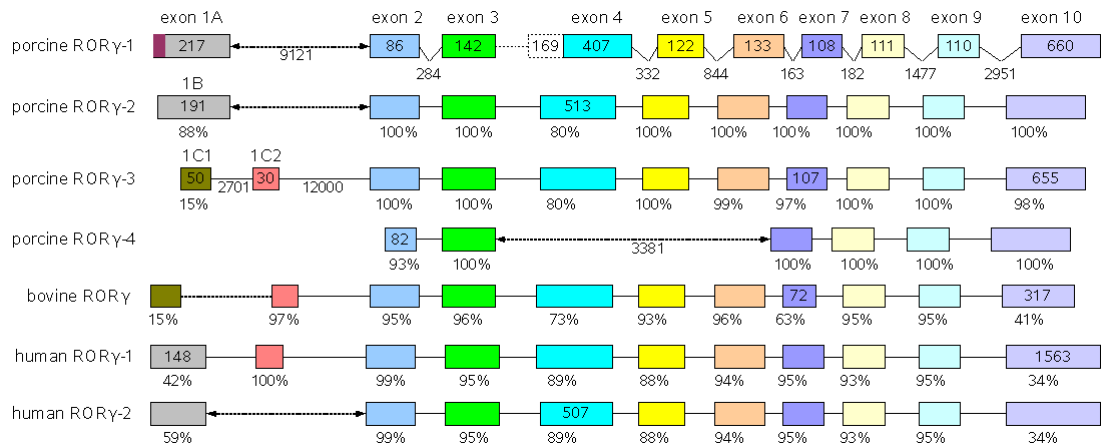 exon 1A exon 2 exon 3 exon 4 exon 5 exon 6 exon 7 exon 8 exon 9 exon 10
porcine RORγ-1 217 9121 86 284 142 169 407 332 122 844 133 163 108 182 111 1477 110 2951 660
1B
porcine RORγ-2 191 513
88% 100% 100% 80% 100% 100% 100% 100% 100% 100%
1C1 1C2
porcine RORγ-3 50 2701 30 12000 107 655
15% 100% 100% 80% 100% 99% 97% 100% 100% 98%
porcine RORγ-4 82 3381
93% 100% 100% 100% 100% 100%
bovine RORγ 72 317
15% 97% 95% 96% 73% 93% 96% 63% 95% 95% 41%
human RORγ-1 148 1563
42% 100% 99% 95% 89% 88% 94% 95% 93% 95% 34%
human RORγ-2 507
59% 99% 95% 89% 88% 94% 95% 93% 95% 34%